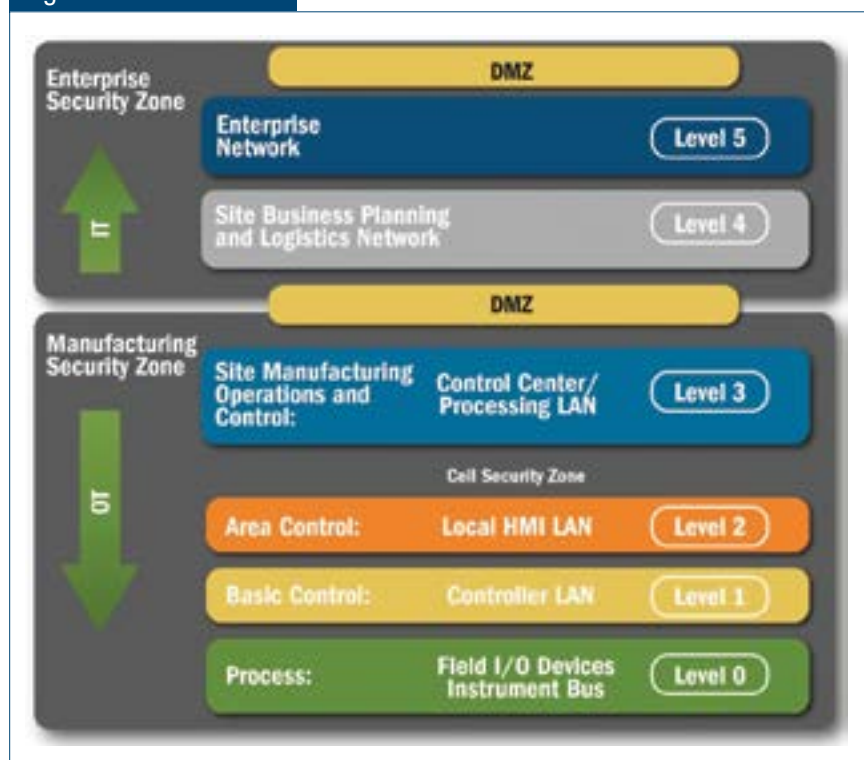 DMZ
Enterprise
Security Zone
Enterprise
Network
Level 5
IT
Site Business Planning
and Logistics Network
Level 4
DMZ
Manufacturing
Security Zone
Site Manufacturing
Operations and
Control:
Control Center/
Processing LAN
Level 3
Cell Security Zone
OT
Area Control:
Local HMI LAN
Level 2
Basic Control:
Controller LAN
Level 1
Process:
Field I/O Devices
Instrument Bus
Level 0